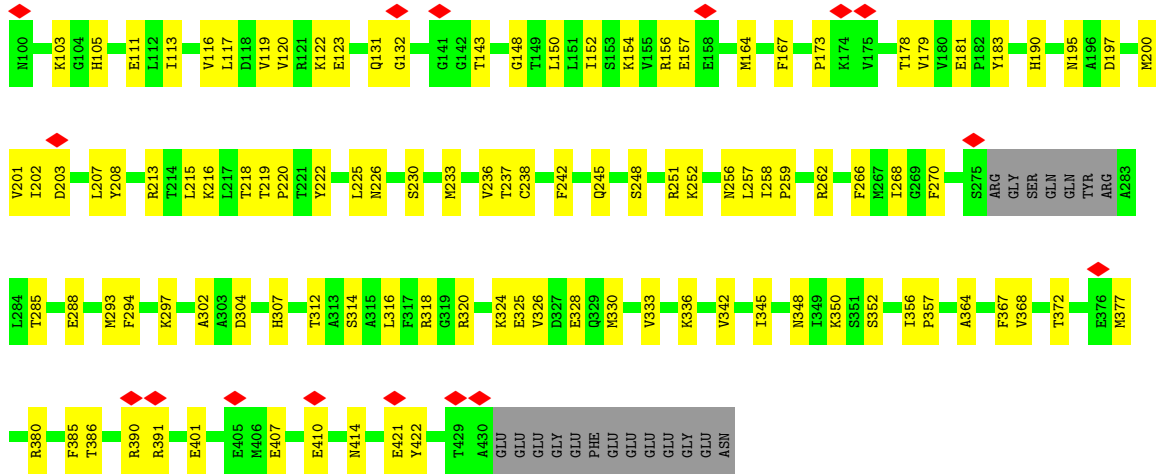 N100 K103 G104 H105 E111 L112 I113 V116 L117 D118 V119 V120 R121 K122 E123 Q131 G132 G141 G142 T143 G148 T149 L150 L151 I152 S153 K154 V155 R156 E157 E158 M164 F167 P173 K174 V175 T178 V179 V180 E181 P182 Y183 H190 N195 A196 D197 M200
V201 I202 D203 L207 Y208 R213 T214 L215 K216 L217 T218 T219 P220 T221 Y222 L225 N226 S230 M233 V236 T237 C238 F242 Q245 S248 R251 K252 N256 L257 I258 P259 R262 F266 M267 I268 G269 F270 S275 ARG GLY SER GLN GLN TYR ARG A283
L284 T285 E288 M293 F294 K297 A302 A303 D304 H307 T312 A313 S314 A315 L316 F317 R318 G319 R320 K324 E325 V326 D327 E328 Q329 M330 V333 K336 V342 I345 N348 I349 K350 S351 S352 I356 P357 A364 F367 V368 T372 E376 M377
R380 F385 T386 R390 R391 E401 E405 M406 E407 E410 N414 E421 Y422 T429 A430 GLU GLU GLU GLY GLU PHE GLU GLU GLU GLU GLY GLU ASN